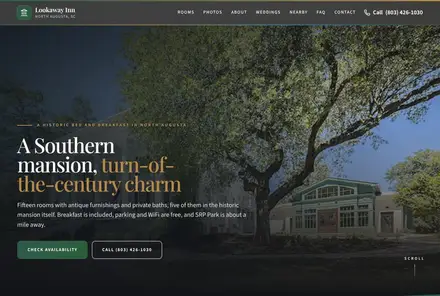 Lookaway Inn
NORTH AUGUSTA, SC
ROOMS PHOTOS ABOUT WEDDINGS NEARBY FAQ CONTACT Call (803) 426-1030
A HISTORIC BED AND BREAKFAST IN NORTH AUGUSTA
A Southern
mansion, turn-of-
the-century charm
Fifteen rooms with antique furnishings and private baths, five of them in the historic
mansion itself. Breakfast is included, parking and WiFi are free, and SRP Park is about a
mile away.
CHECK AVAILABILITY CALL (803) 426-1030
SCROLL